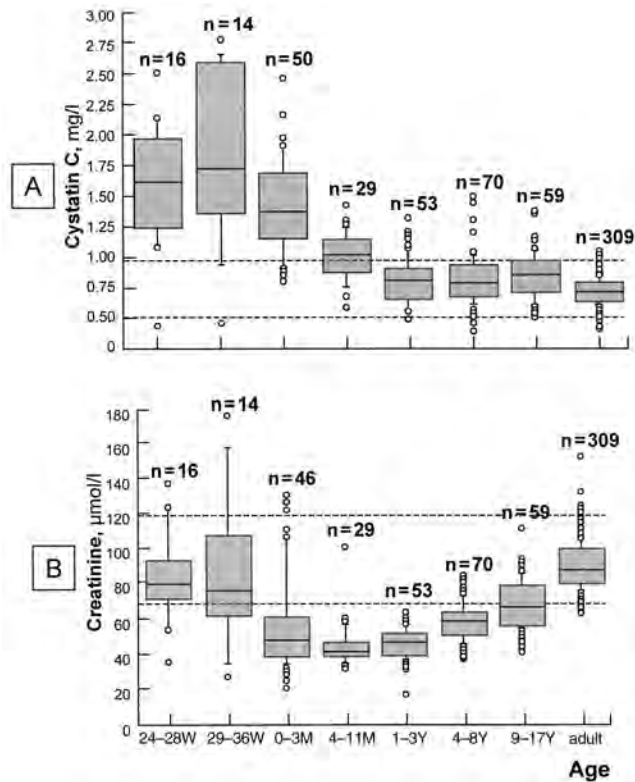 A
Cystatin C, mg/l
3,00
2.75
2.50
2.25
2.00
1.75
1.50
1.25
1.00
0.75
0.50
0
n=16
n=14
n=50
n=29
n=53
n=70
n=59
n=309
B
Creatinine, μmol/l
180
160
140
120
100
80
60
40
20
0
n=16
n=14
n=46
n=29
n=53
n=70
n=59
n=309
24–28W 29–36W 0–3M 4–11M 1–3Y 4–8Y 9–17Y adult
Age